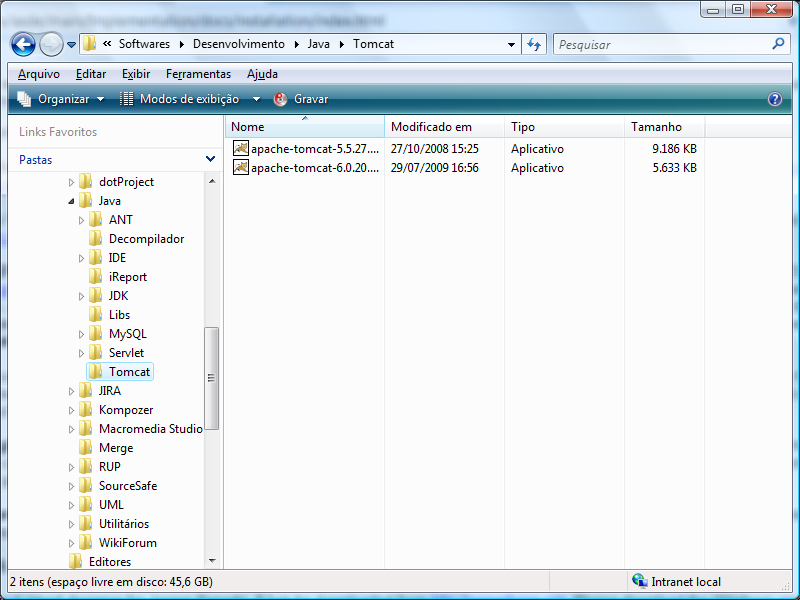 « Softwares ▸ Desenvolvimento ▸ Java ▸ Tomcat
Pesquisar
Arquivo Editar Exibir Ferramentas Ajuda
Organizar Modos de exibição Gravar
Links Favoritos
Pastas
dotProject
Java
ANT
Decompilador
IDE
iReport
JDK
Libs
MySQL
Servlet
Tomcat
JIRA
Kompozer
Macromedia Studio
Merge
RUP
SourceSafe
UML
Utilitários
WikiForum
Editores
Nome Modificado em Tipo Tamanho
apache-tomcat-5.5.27.... 27/10/2008 15:25 Aplicativo 9.186 KB
apache-tomcat-6.0.20.... 29/07/2009 16:56 Aplicativo 5.633 KB
2 itens (espaço livre em disco: 45,6 GB) Intranet local